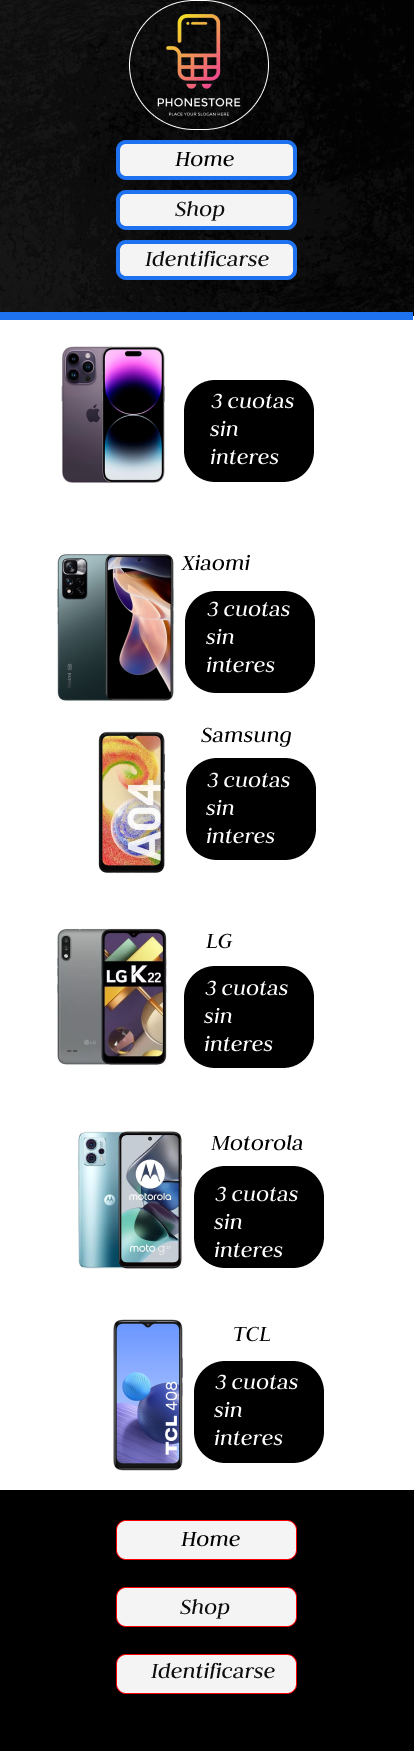 PHONESTORE
PLACE YOUR SLOGAN HERE
Home
Shop
Identificarse
3 cuotas
sin
interes
Xiaomi
3 cuotas
sin
interes
Samsung
A04
3 cuotas
sin
interes
LG
LG K22
LG
3 cuotas
sin
interes
Motorola
motorola
moto g
3 cuotas
sin
interes
TCL
TCL 408
3 cuotas
sin
interes
Home
Shop
Identificarse